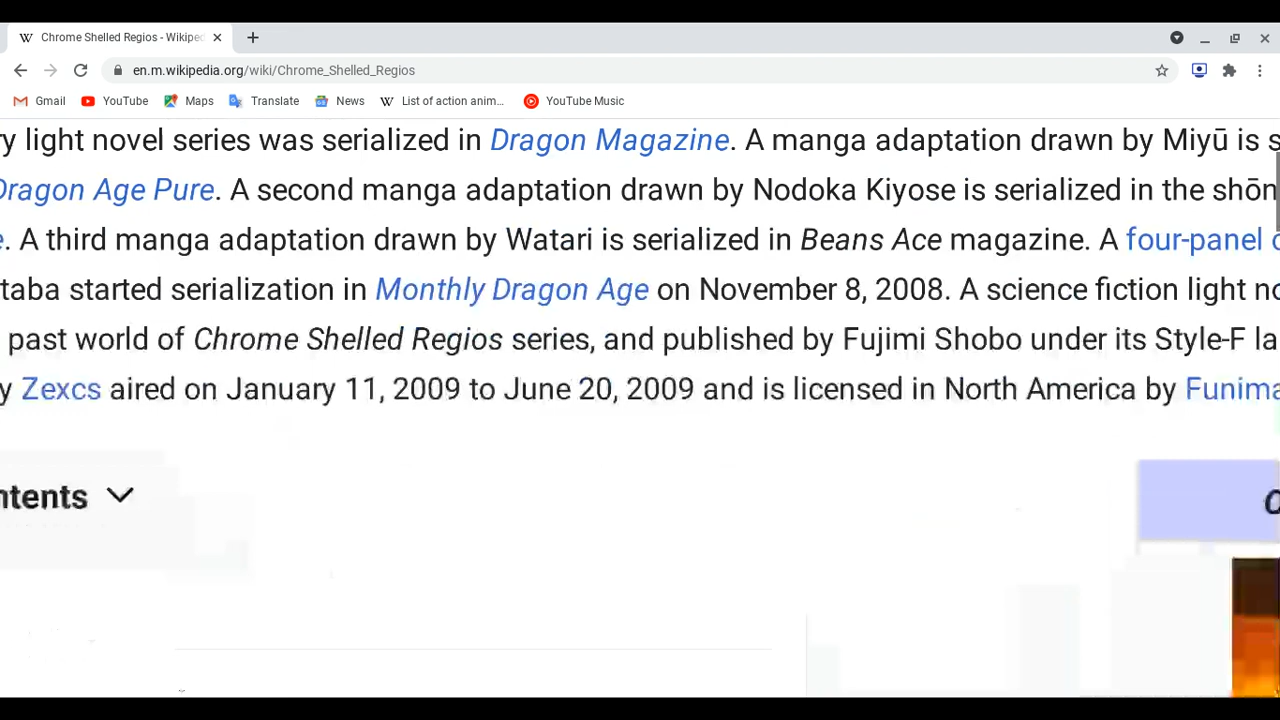 Chrome Shelled Regios - Wikipe
en.m.wikipedia.org/wiki/Chrome_Shelled_Regios
Gmail YouTube Maps Translate News List of action anim... YouTube Music
ry light novel series was serialized in Dragon Magazine. A manga adaptation drawn by Miyū is s
Dragon Age Pure. A second manga adaptation drawn by Nodoka Kiyose is serialized in the shōn
e. A third manga adaptation drawn by Watari is serialized in Beans Ace magazine. A four-panel c
taba started serialization in Monthly Dragon Age on November 8, 2008. A science fiction light no
past world of Chrome Shelled Regios series, and published by Fujimi Shobo under its Style-F la
y Zexcs aired on January 11, 2009 to June 20, 2009 and is licensed in North America by Funima
ntents